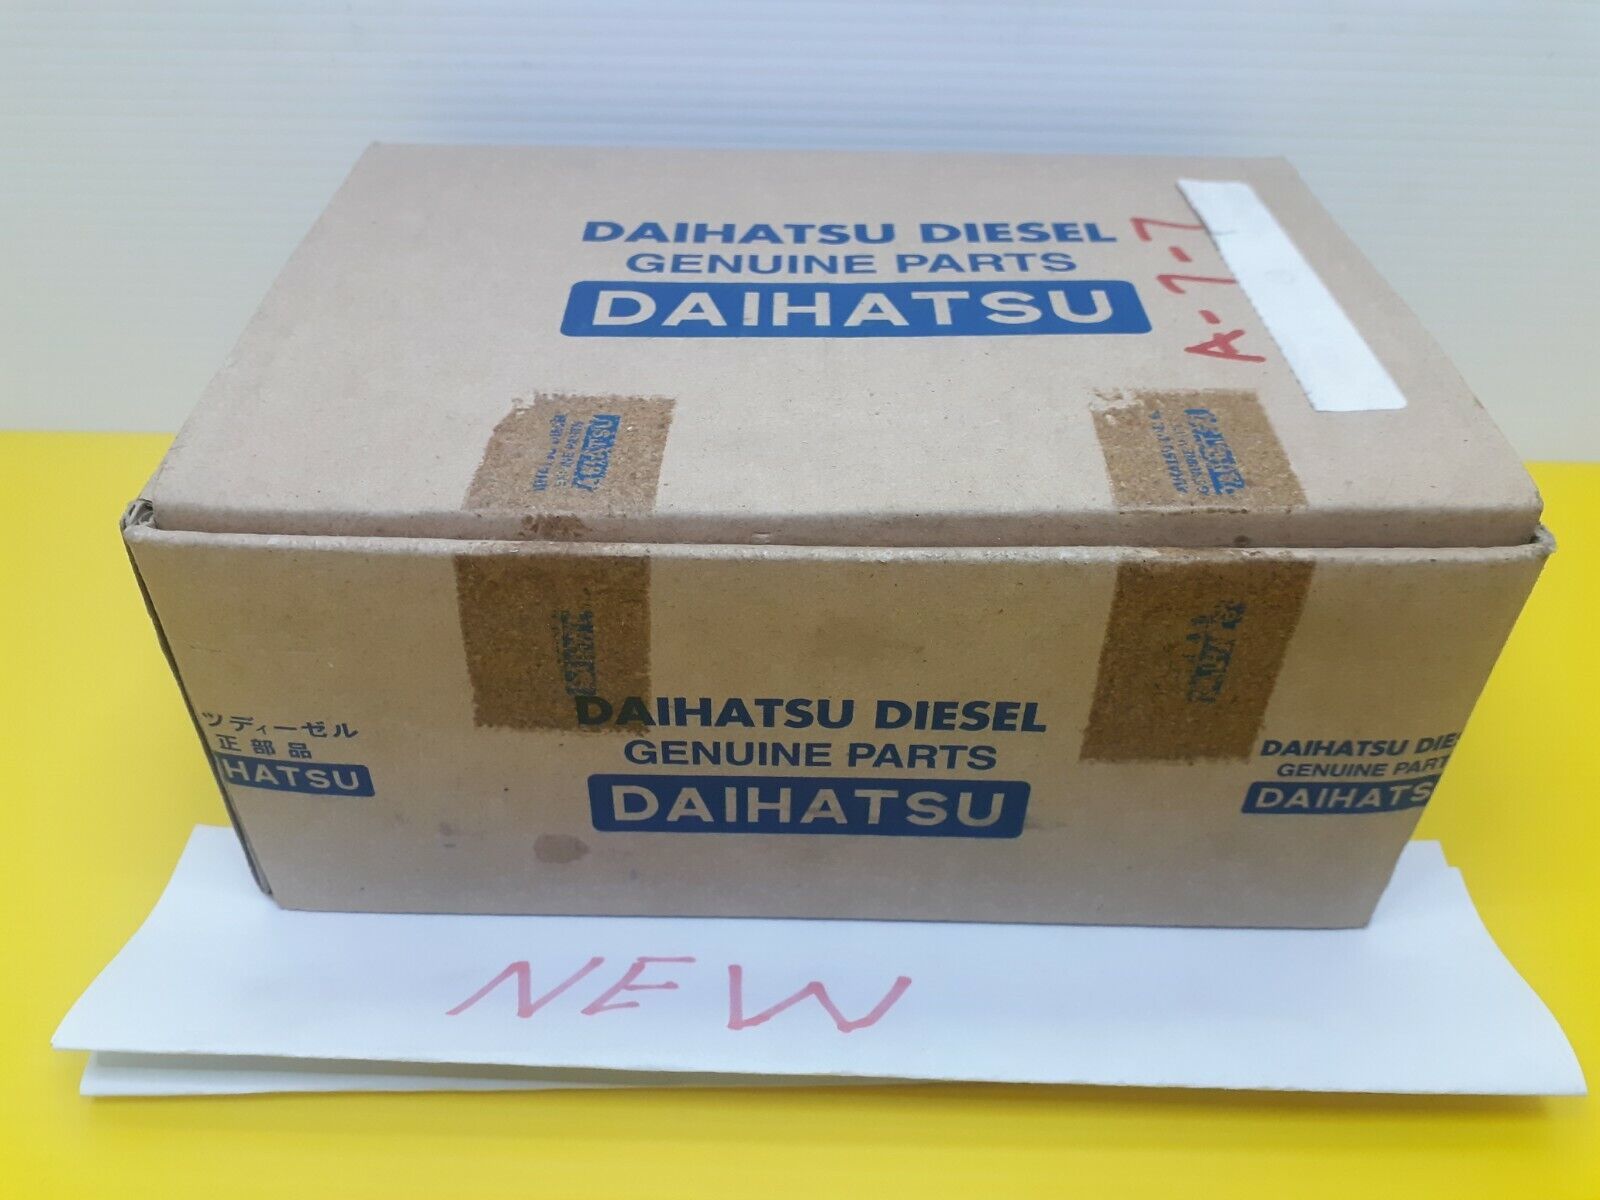 DAIHATSU DIESEL
GENUINE PARTS
DAIHATSU
A-7-7
DAIHATSU DIESEL
GENUINE PARTS
DAIHATSU
ツディーゼル
正部品
HATSU
DAIHATSU DIE
GENUINE PART
DAIHATS
NEW